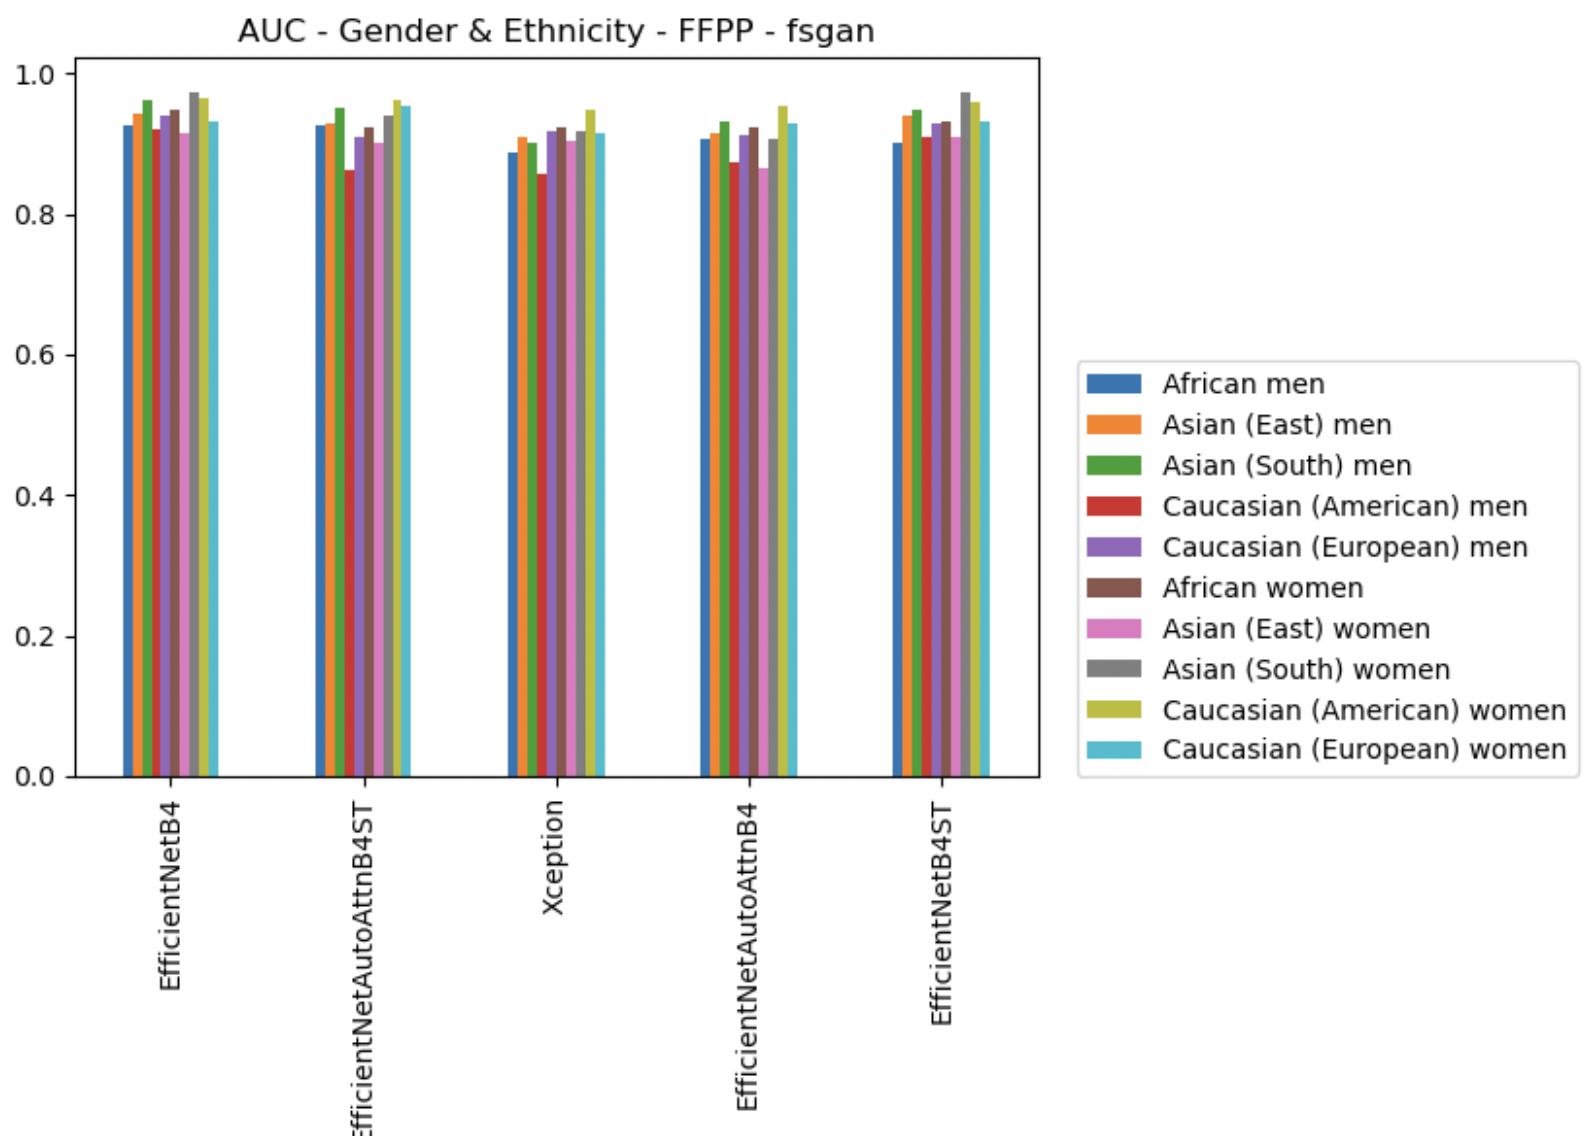 AUC - Gender & Ethnicity - FFPP - fsgan
1.0
0.8
0.6
0.4
0.2
0.0
EfficientNetB4
EfficientNetAutoAttnB4ST
Xception
EfficientNetAutoAttnB4
EfficientNetB4ST
African men
Asian (East) men
Asian (South) men
Caucasian (American) men
Caucasian (European) men
African women
Asian (East) women
Asian (South) women
Caucasian (American) women
Caucasian (European) women